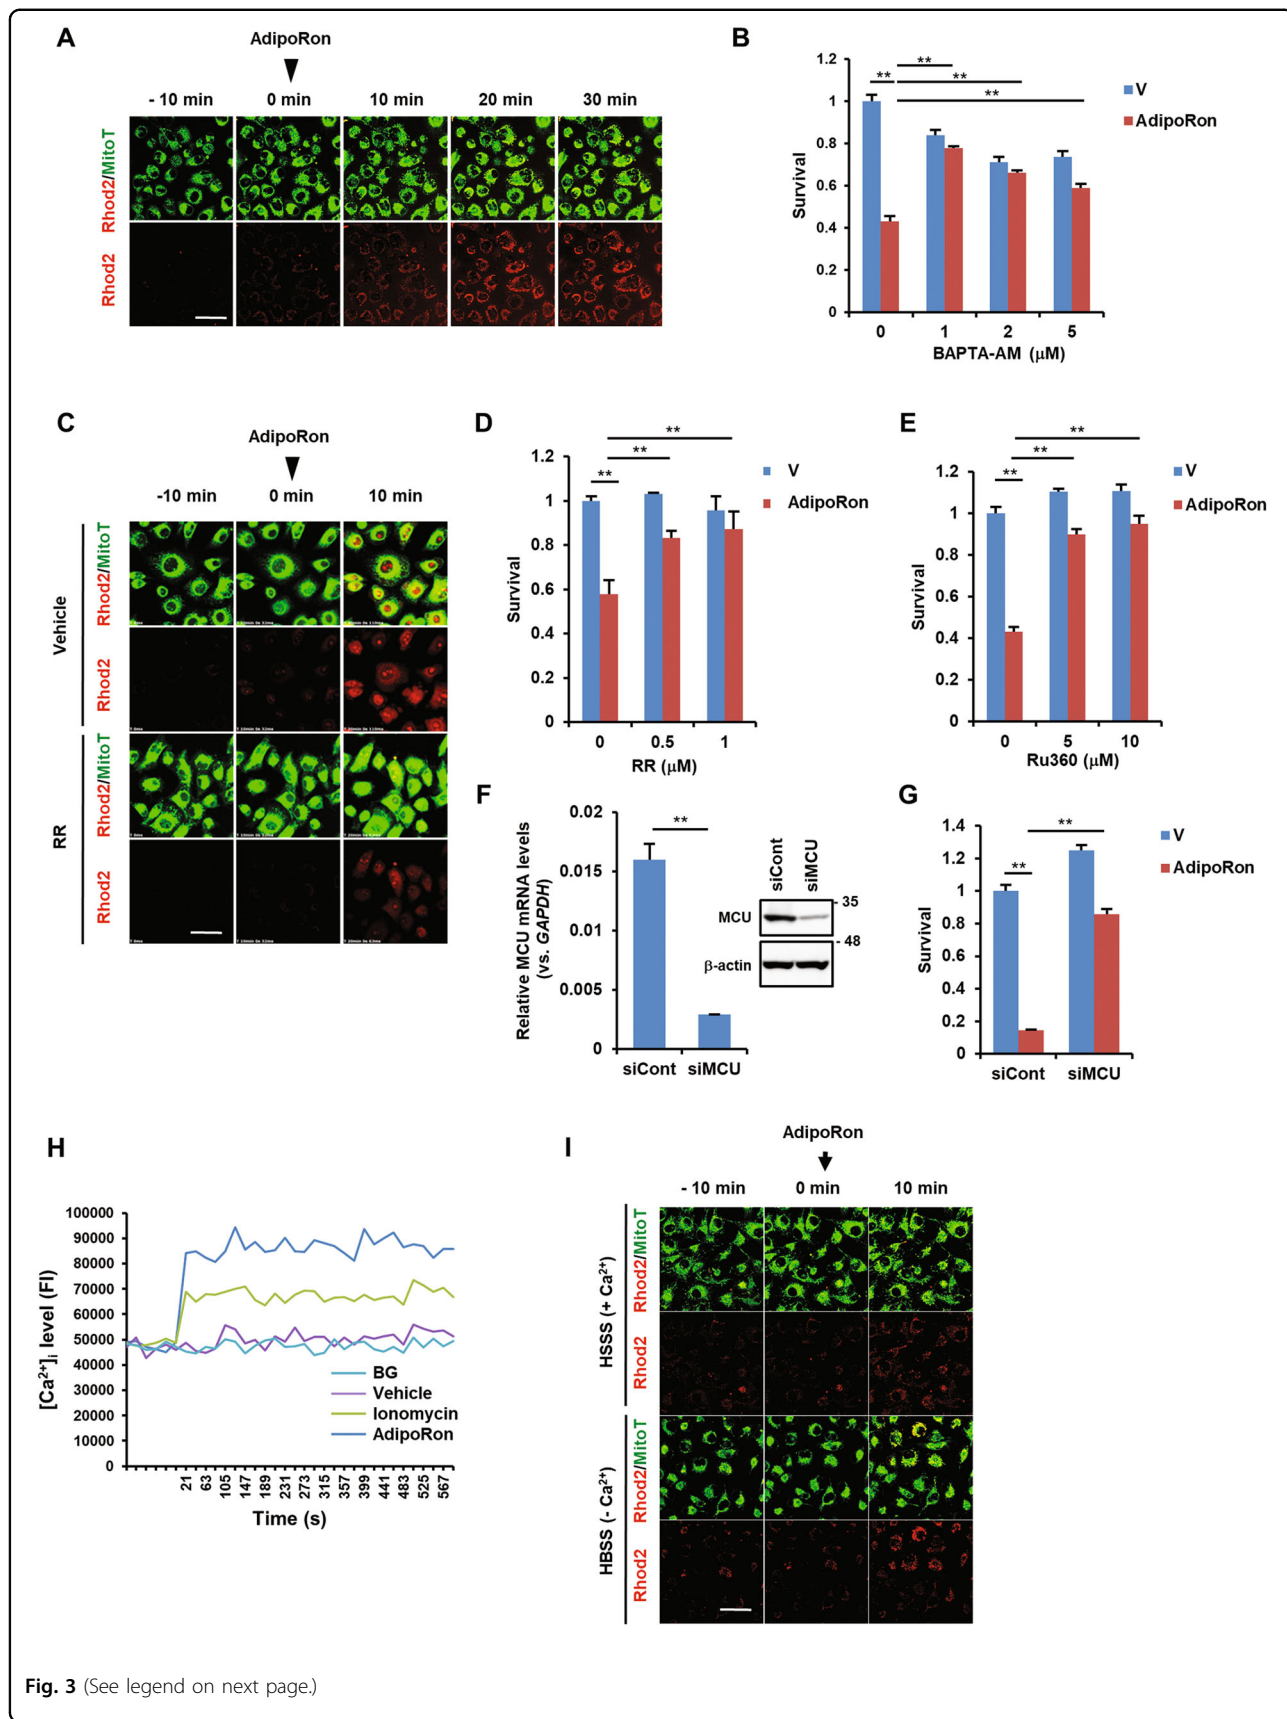 A
AdipoRon
- 10 min
0 min
10 min
20 min
30 min
Rhod2/MitoT
Rhod2
B
Survival
1.2
1
0.8
0.6
0.4
0.2
0
**
**
**
**
V
AdipoRon
0
1
2
5
BAPTA-AM (μM)
C
AdipoRon
-10 min
0 min
10 min
Vehicle
Rhod2/MitoT
Rhod2
RR
Rhod2/MitoT
Rhod2
D
Survival
1.2
1
0.8
0.6
0.4
0.2
0
**
**
**
V
AdipoRon
0
0.5
1
RR (μM)
E
Survival
1.2
1
0.8
0.6
0.4
0.2
0
**
**
**
V
AdipoRon
0
5
10
Ru360 (μM)
F
Relative MCU mRNA levels
(vs. GAPDH)
0.02
0.015
0.01
0.005
0
**
siCont
siMCU
siCont
siMCU
MCU
- 35
- 48
β-actin
G
Survival
1.4
1.2
1
0.8
0.6
0.4
0.2
0
**
**
V
AdipoRon
siCont
siMCU
H
[Ca²⁺]ᵢ level (FI)
100000
90000
80000
70000
60000
50000
40000
30000
20000
10000
0
BG
Vehicle
Ionomycin
AdipoRon
21
63
105
147
189
231
273
315
357
399
441
483
525
567
Time (s)
I
AdipoRon
- 10 min
0 min
10 min
HSSS (+ Ca²⁺)
Rhod2/MitoT
Rhod2
HBSS (- Ca²⁺)
Rhod2/MitoT
Rhod2
Fig. 3 (See legend on next page.)